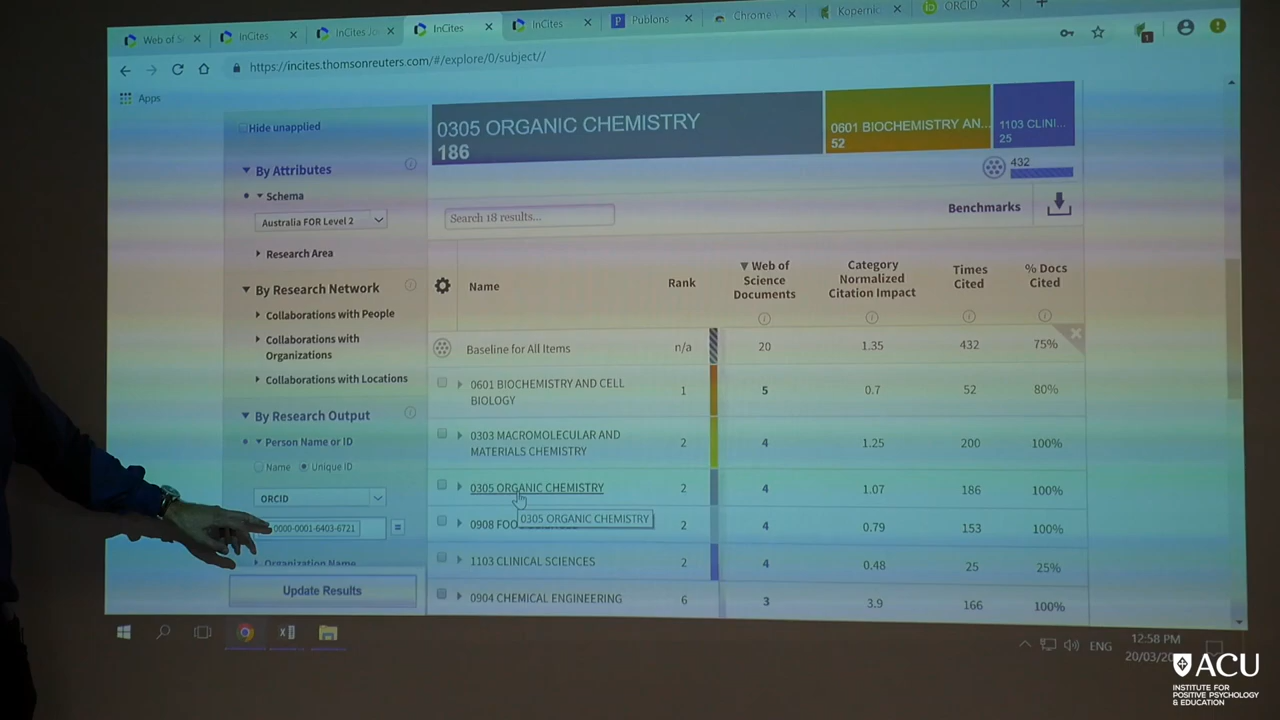 Web of S
InCites
InCites Jo
InCites
InCites
Publons
Chrome
Kopernic
ORCID
https://incites.thomsonreuters.com/#/explore/0/subject//
Apps
Hide unapplied
By Attributes
Schema
Australia FOR Level 2
Research Area
By Research Network
Collaborations with People
Collaborations with
Organizations
Collaborations with Locations
By Research Output
Person Name or ID
Name
Unique ID
ORCID
0000-0001-6403-6721
Organization Name
Update Results
0305 ORGANIC CHEMISTRY
186
0601 BIOCHEMISTRY AN...
52
1103 CLINI...
25
432
Search 18 results...
Benchmarks
Name
Rank
Web of
Science
Documents
Category
Normalized
Citation Impact
Times
Cited
% Docs
Cited
Baseline for All Items n/a 20 1.35 432 75%
0601 BIOCHEMISTRY AND CELL
BIOLOGY
1 5 0.7 52 80%
0303 MACROMOLECULAR AND
MATERIALS CHEMISTRY
2 4 1.25 200 100%
0305 ORGANIC CHEMISTRY 2 4 1.07 186 100%
0305 ORGANIC CHEMISTRY
0908 FOO 2 4 0.79 153 100%
1103 CLINICAL SCIENCES 2 4 0.48 25 25%
0904 CHEMICAL ENGINEERING 6 3 3.9 166 100%
ENG
12:58 PM
20/03/20
1
ACU
INSTITUTE FOR
POSITIVE PSYCHOLOGY
& EDUCATION